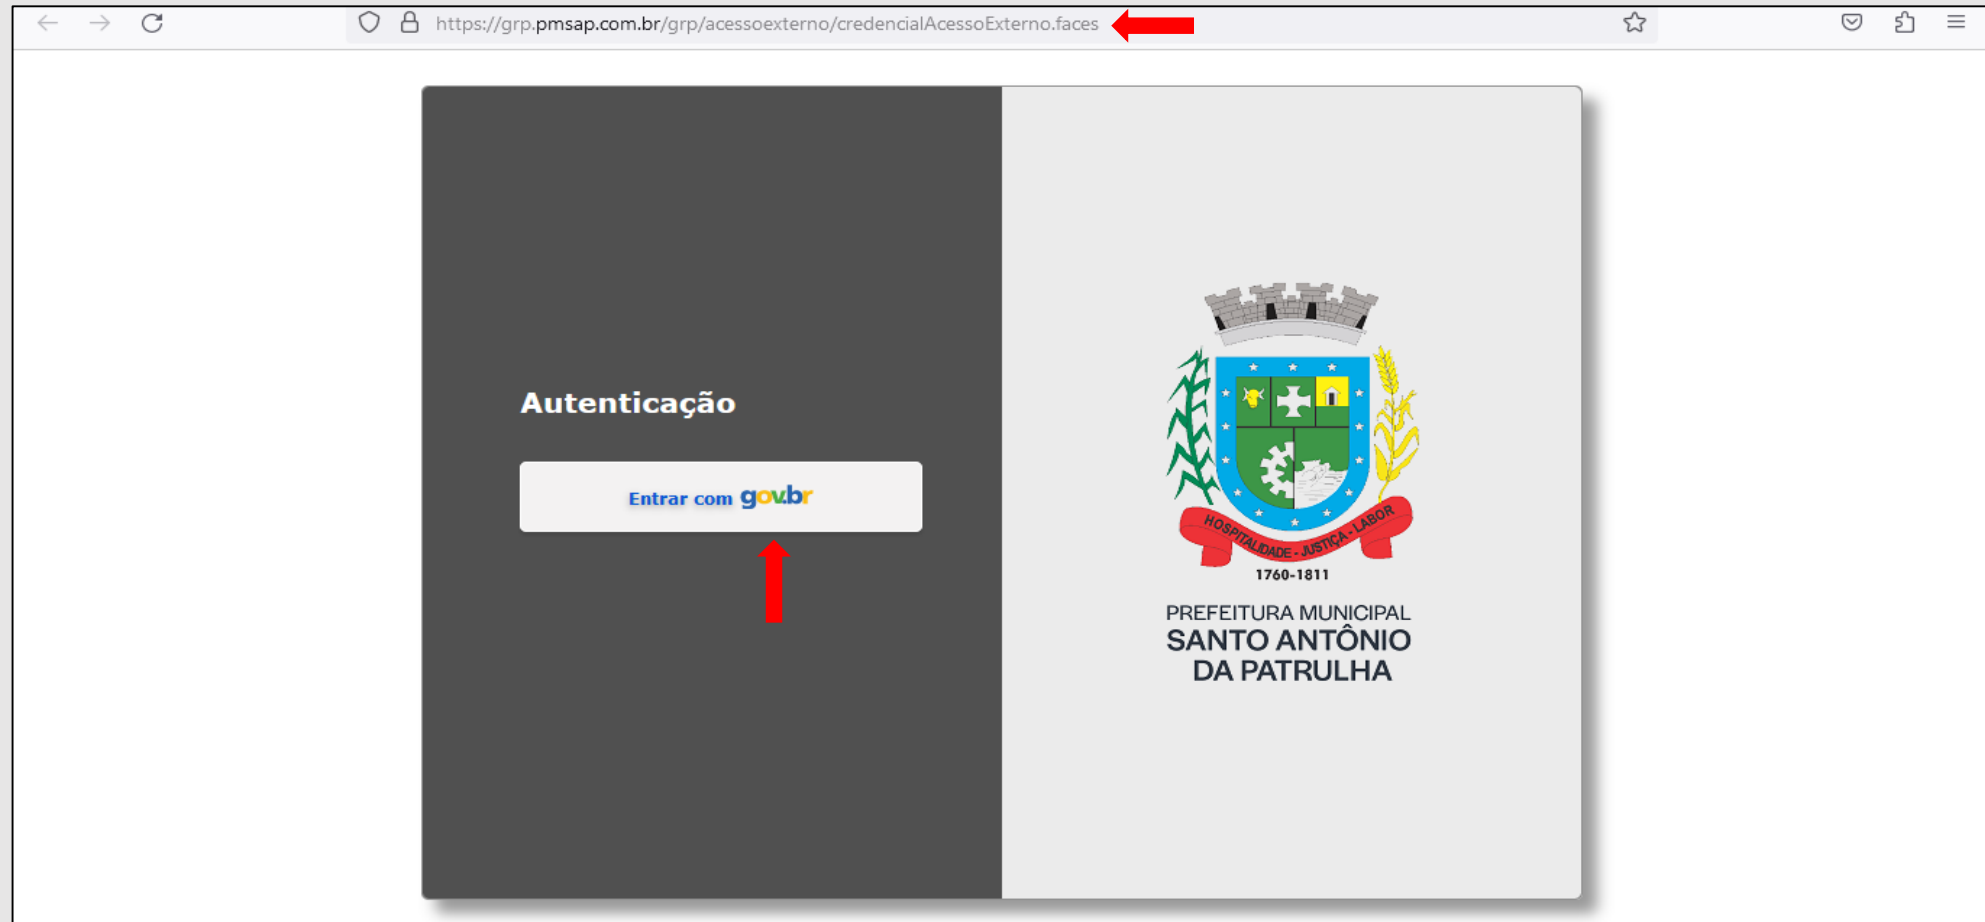 https://grp.pmsap.com.br/grp/acessoexterno/credencialAcessoExterno.faces
Autenticação
Entrar com gov.br
HOSPITALIDADE - JUSTIÇA - LABOR
1760-1811
PREFEITURA MUNICIPAL
SANTO ANTÔNIO
DA PATRULHA